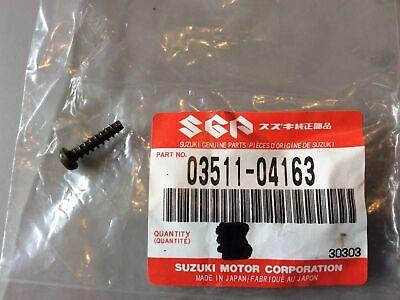 SGP スズキ純正部品
SUZUKI GENUINE PARTS/PIECES D'ORIGINE DE SUZUKI
PART NO. 03511-04163
QUANTITY
(QUANTITÉ)
30303
SUZUKI MOTOR CORPORATION
MADE IN JAPAN/FABRIQUE AU JAPON